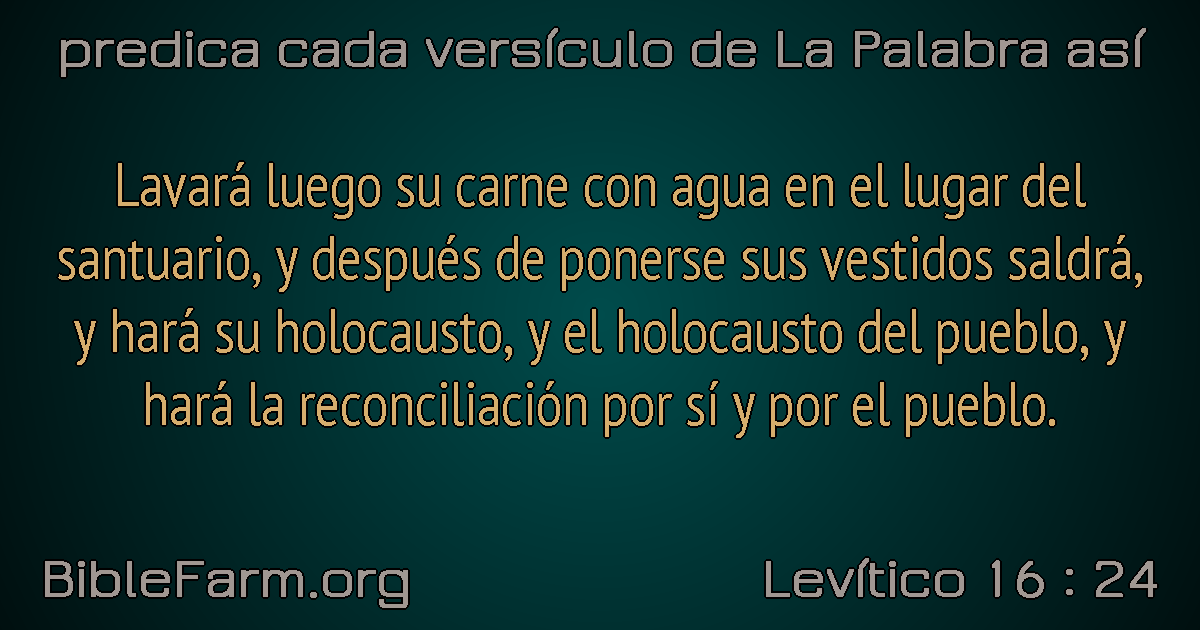 predica cada versículo de La Palabra así
Lavará luego su carne con agua en el lugar del
santuario, y después de ponerse sus vestidos saldrá,
y hará su holocausto, y el holocausto del pueblo, y
hará la reconciliación por sí y por el pueblo.
BibleFarm.org
Levítico 16 : 24